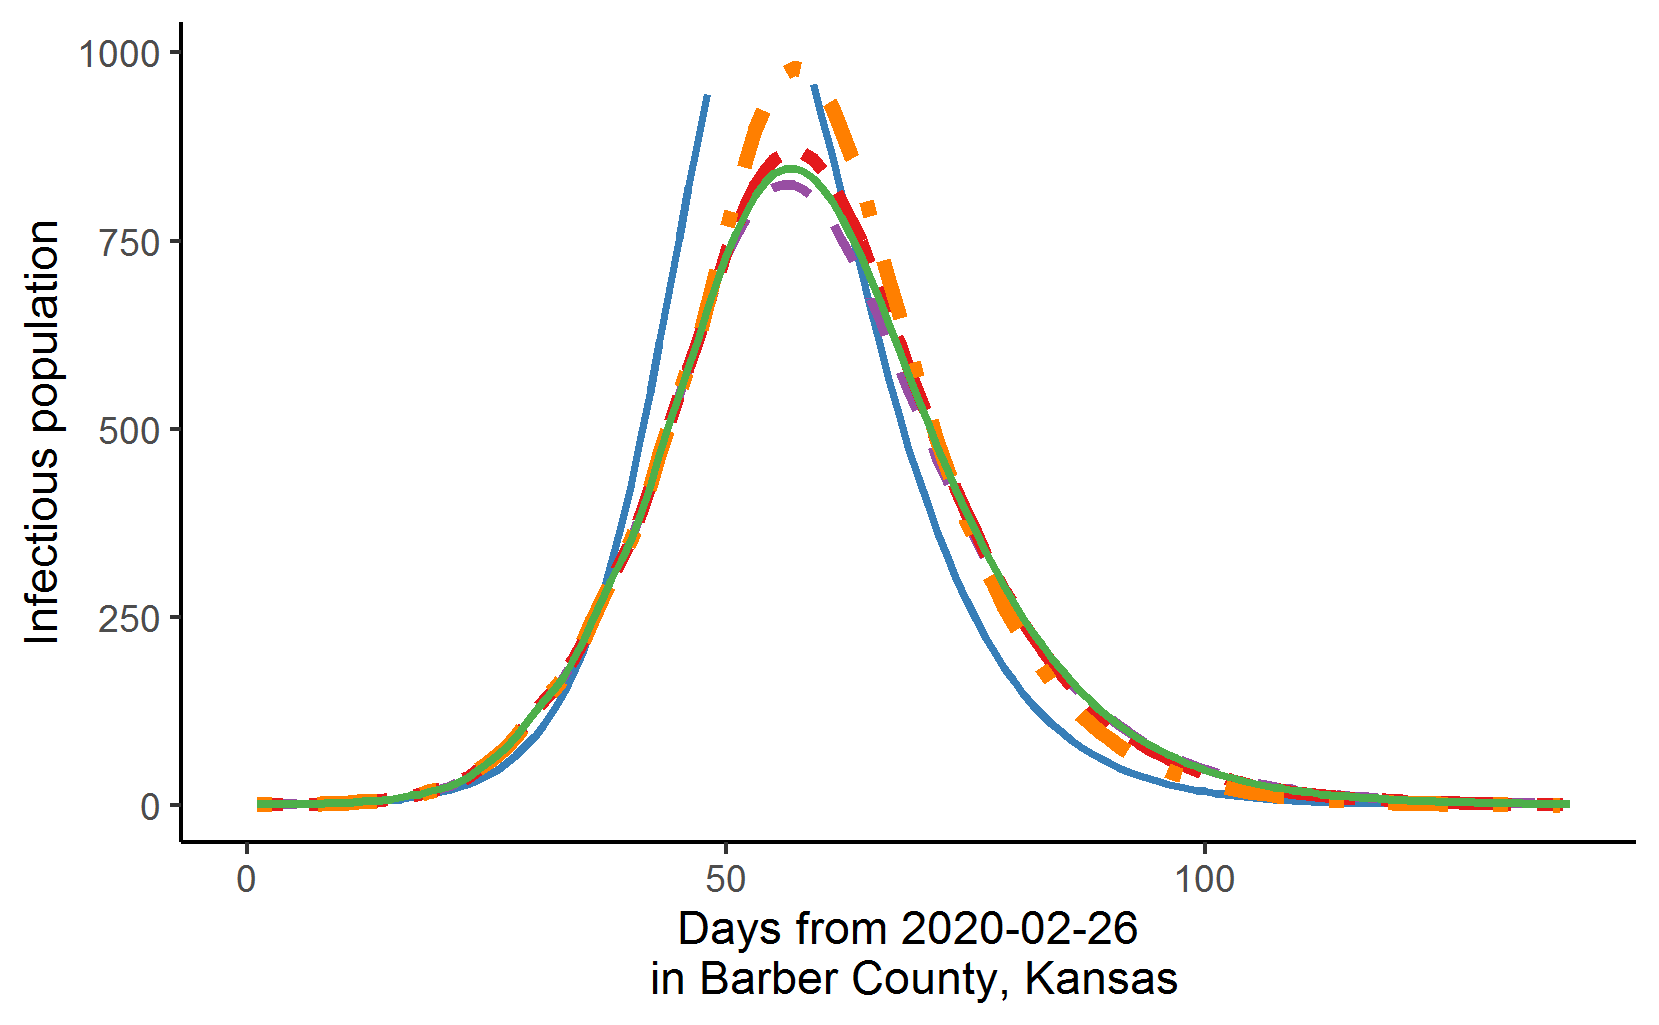 1000
750
500
250
0
Infectious population
0 50 100
Days from 2020-02-26
in Barber County, Kansas